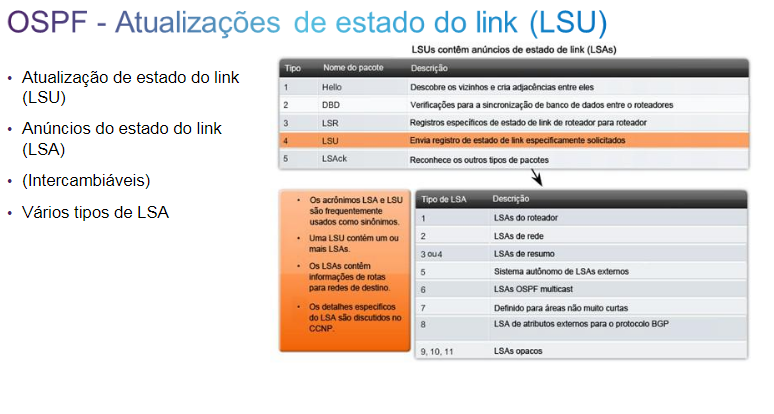 OSPF - Atualizações de estado do link (LSU)
• Atualização de estado do link
(LSU)
• Anúncios do estado do link
(LSA)
• (Intercambiáveis)
• Vários tipos de LSA
LSUs contêm anúncios de estado de link (LSAs)
Tipo Nome do pacote Descrição
1 Hello Descobre os vizinhos e cria adjacências entre eles
2 DBD Verificações para a sincronização de banco de dados entre o roteadores
3 LSR Registros específicos de estado de link de roteador para roteador
4 LSU Envia registro de estado de link especificamente solicitados
5 LSAck Reconhece os outros tipos de pacotes
• Os acrônimos LSA e LSU
são frequentemente
usados como sinônimos.
• Uma LSU contém um ou
mais LSAs.
• Os LSAs contêm
informações de rotas
para redes de destino.
• Os detalhes específicos
do LSA são discutidos no
CCNP.
Tipo de LSA Descrição
1 LSAs do roteador
2 LSAs de rede
3 ou 4 LSAs de resumo
5 Sistema autônomo de LSAs externos
6 LSAs OSPF multicast
7 Definido para áreas não muito curtas
8 LSA de atributos externos para o protocolo BGP
9, 10, 11 LSAs opacos